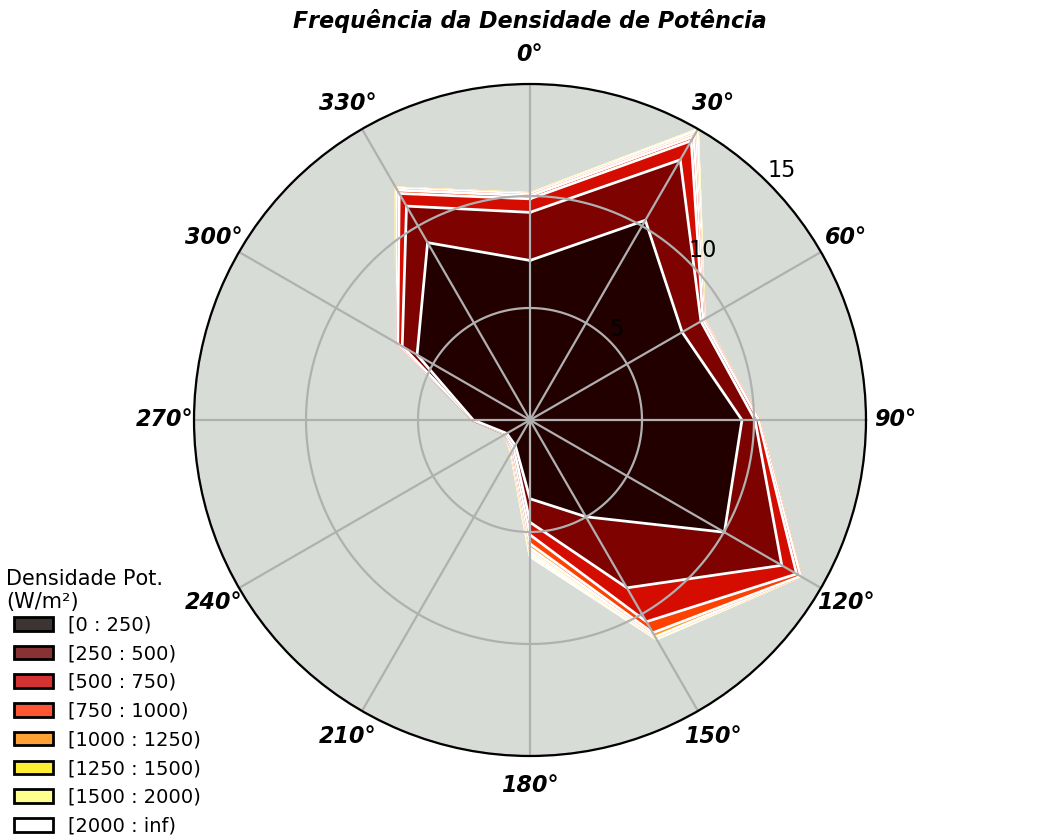 Frequência da Densidade de Potência
0°
330°
30°
15
300°
60°
10
5
270°
90°
Densidade Pot.
(W/m²)
240°
120°
[0 : 250)
[250 : 500)
[500 : 750)
[750 : 1000)
210°
150°
[1000 : 1250)
[1250 : 1500)
180°
[1500 : 2000)
[2000 : inf)